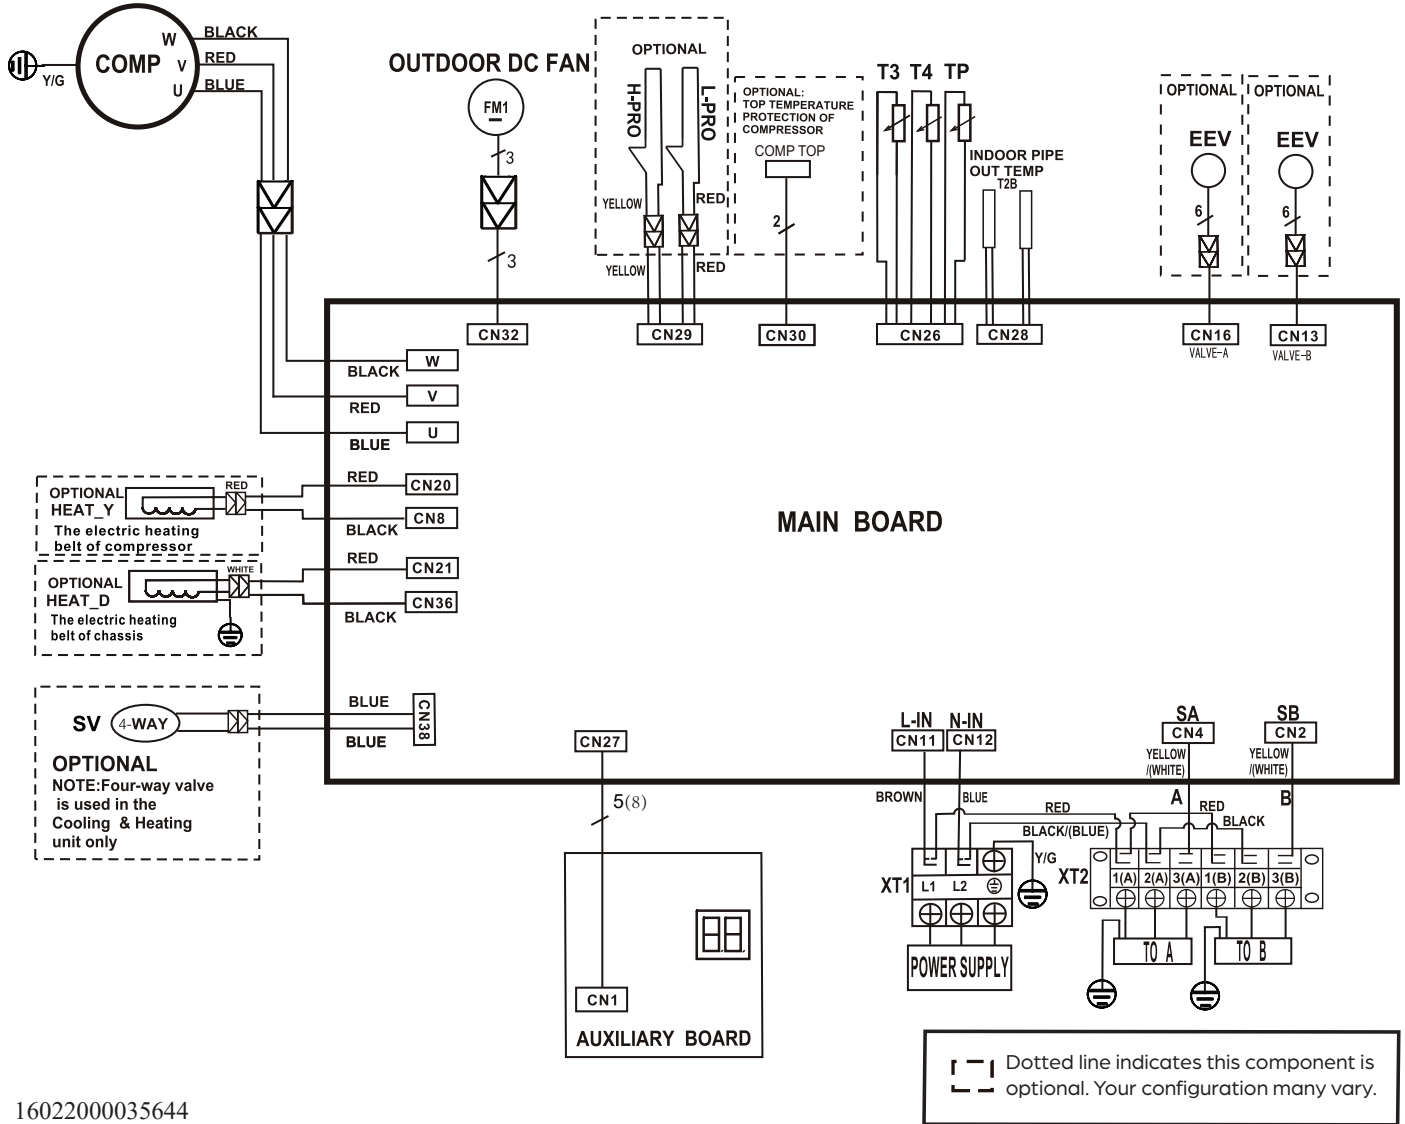 COMP
W
V
U
BLACK
RED
BLUE
Y/G
OUTDOOR DC FAN
FM1
3
3
OPTIONAL
H-PRO
L-PRO
YELLOW
RED
YELLOW
RED
OPTIONAL:
TOP TEMPERATURE
PROTECTION OF
COMPRESSOR
COMP TOP
2
T3 T4 TP
INDOOR PIPE
OUT TEMP
T2B
OPTIONAL
EEV
6
OPTIONAL
EEV
6
CN32
CN29
CN30
CN26
CN28
CN16
VALVE-A
CN13
VALVE-B
W
BLACK
V
RED
U
BLUE
OPTIONAL
HEAT_Y
The electric heating
belt of compressor
RED
RED
CN20
BLACK
CN8
OPTIONAL
HEAT_D
The electric heating
belt of chassis
WHITE
RED
CN21
BLACK
CN36
MAIN BOARD
SV
4-WAY
OPTIONAL
NOTE:Four-way valve
is used in the
Cooling & Heating
unit only
BLUE
BLUE
CN38
CN27
5(8)
CN1
AUXILIARY BOARD
L-IN
N-IN
CN11
CN12
SA
CN4
YELLOW
/(WHITE)
SB
CN2
YELLOW
/(WHITE)
BROWN
BLUE
A
B
RED
BLACK/(BLUE)
RED
BLACK
Y/G
XT1
L1
L2
POWER SUPPLY
XT2
1(A) 2(A) 3(A) 1(B) 2(B) 3(B)
TO A
TO B
Dotted line indicates this component is
optional. Your configuration many vary.
16022000035644